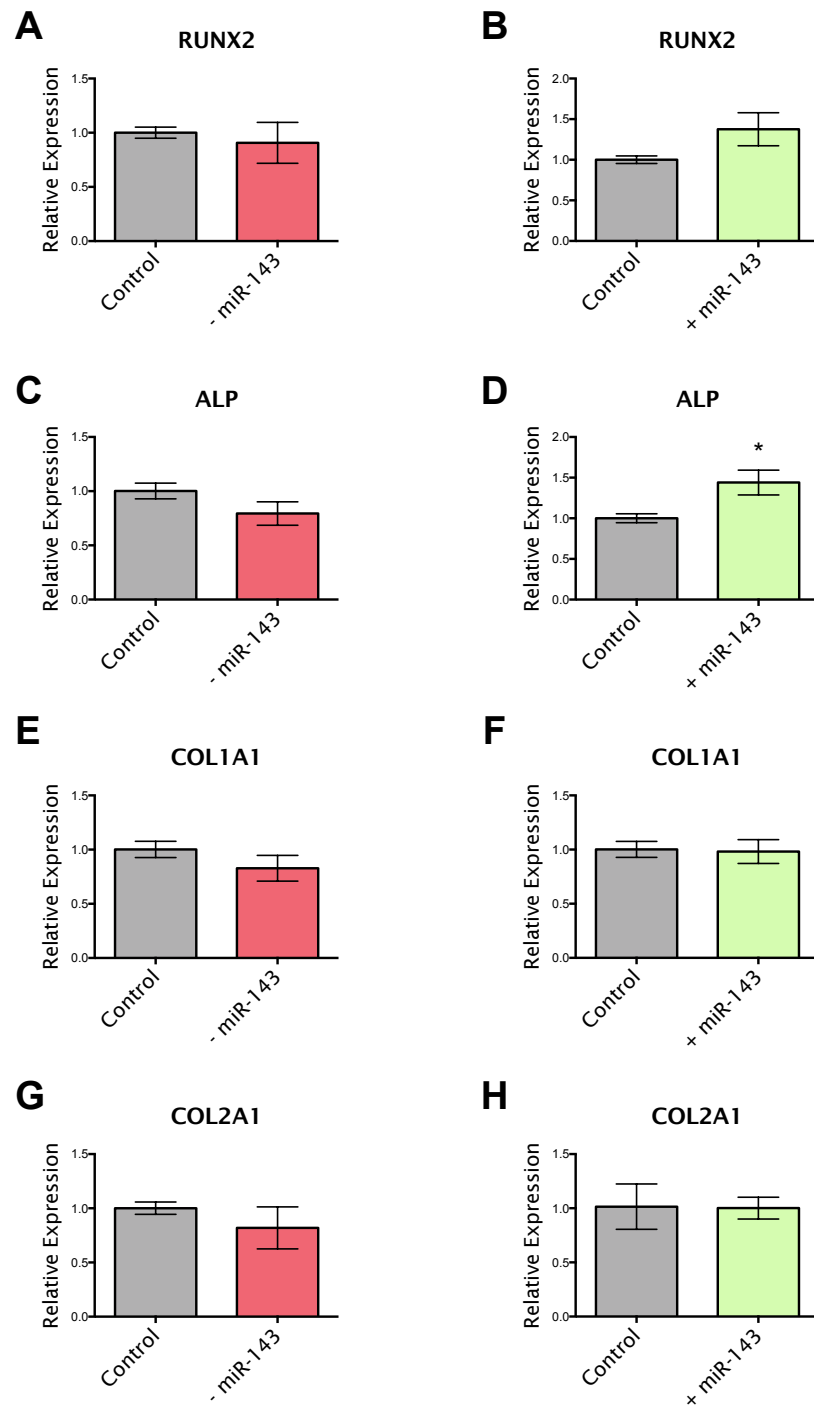 A
RUNX2
Relative Expression
1.5
1.0
0.5
0.0
Control
- miR-143
B
RUNX2
Relative Expression
2.0
1.5
1.0
0.5
0.0
Control
+ miR-143
C
ALP
Relative Expression
1.5
1.0
0.5
0.0
Control
- miR-143
D
ALP
Relative Expression
2.0
1.5
1.0
0.5
0.0
*
Control
+ miR-143
E
COL1A1
Relative Expression
1.5
1.0
0.5
0.0
Control
- miR-143
F
COL1A1
Relative Expression
1.5
1.0
0.5
0.0
Control
+ miR-143
G
COL2A1
Relative Expression
1.5
1.0
0.5
0.0
Control
- miR-143
H
COL2A1
Relative Expression
1.5
1.0
0.5
0.0
Control
+ miR-143